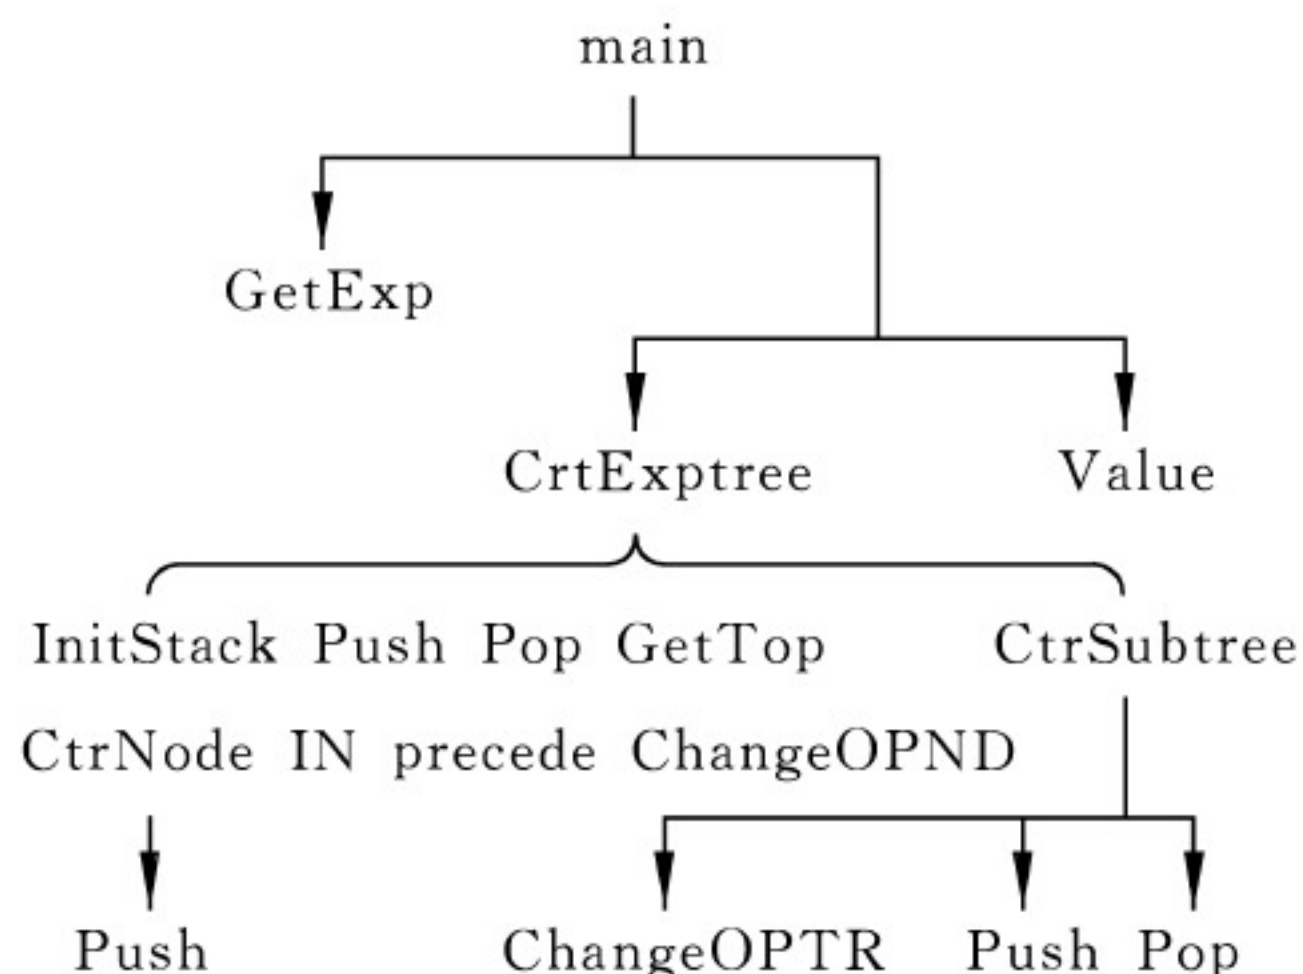 main
GetExp
CrtExptree Value
InitStack Push Pop GetTop CtrSubtree
CtrNode IN precede ChangeOPND
Push ChangeOPTR Push Pop